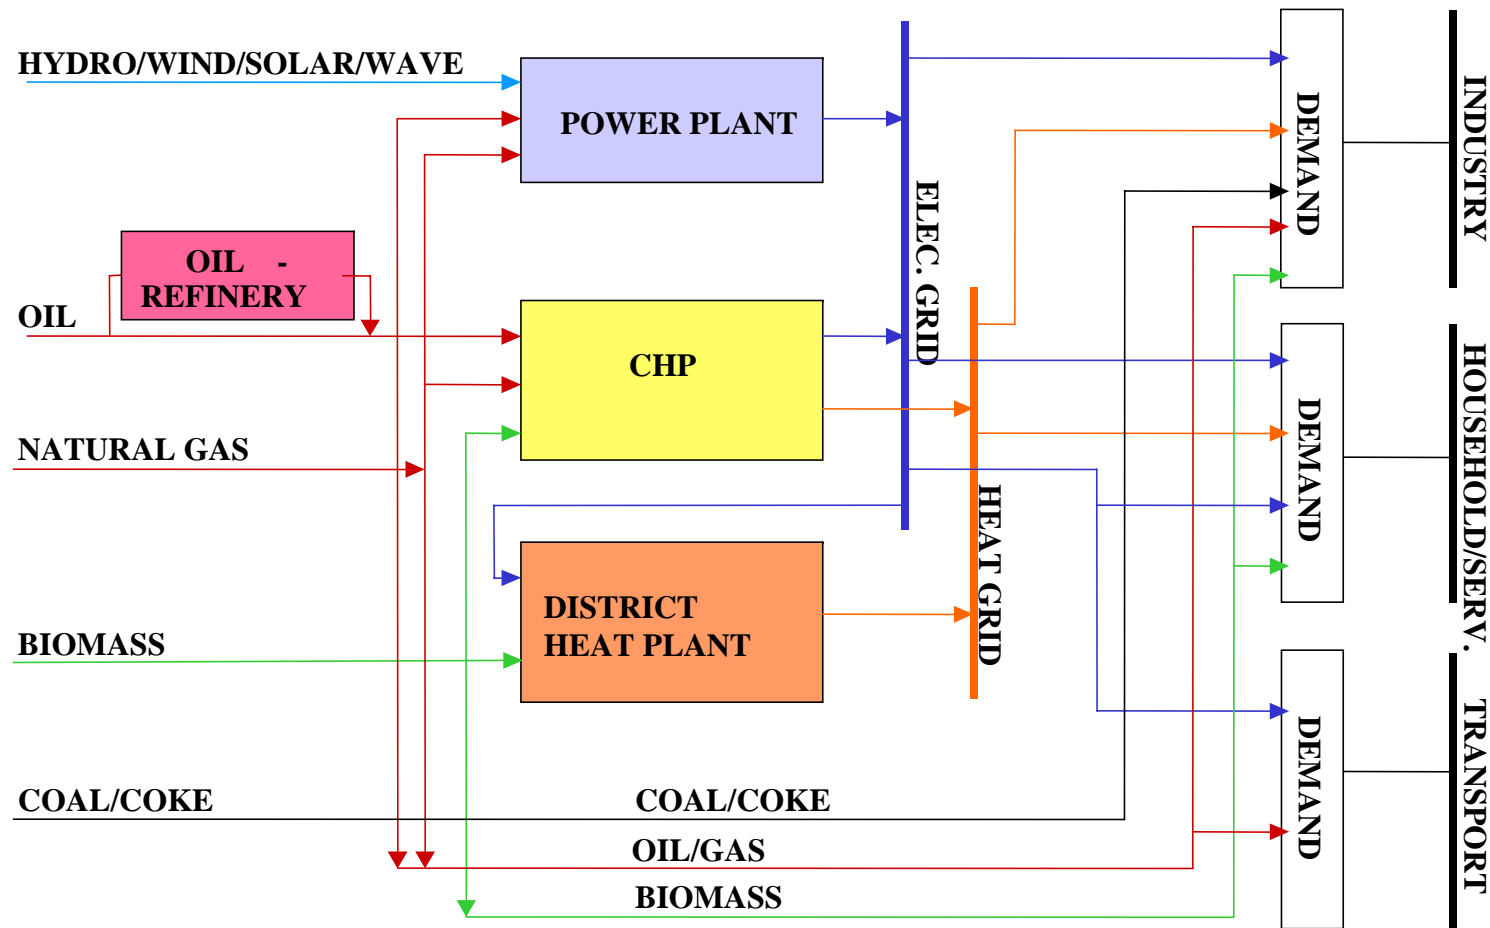 HYDRO/WIND/SOLAR/WAVE
POWER PLANT
OIL -
REFINERY
OIL
CHP
NATURAL GAS
DISTRICT
HEAT PLANT
BIOMASS
COAL/COKE
COAL/COKE
OIL/GAS
BIOMASS
ELEC. GRID
HEAT GRID
DEMAND
INDUSTRY
DEMAND
HOUSEHOLD/SERV.
DEMAND
TRANSPORT